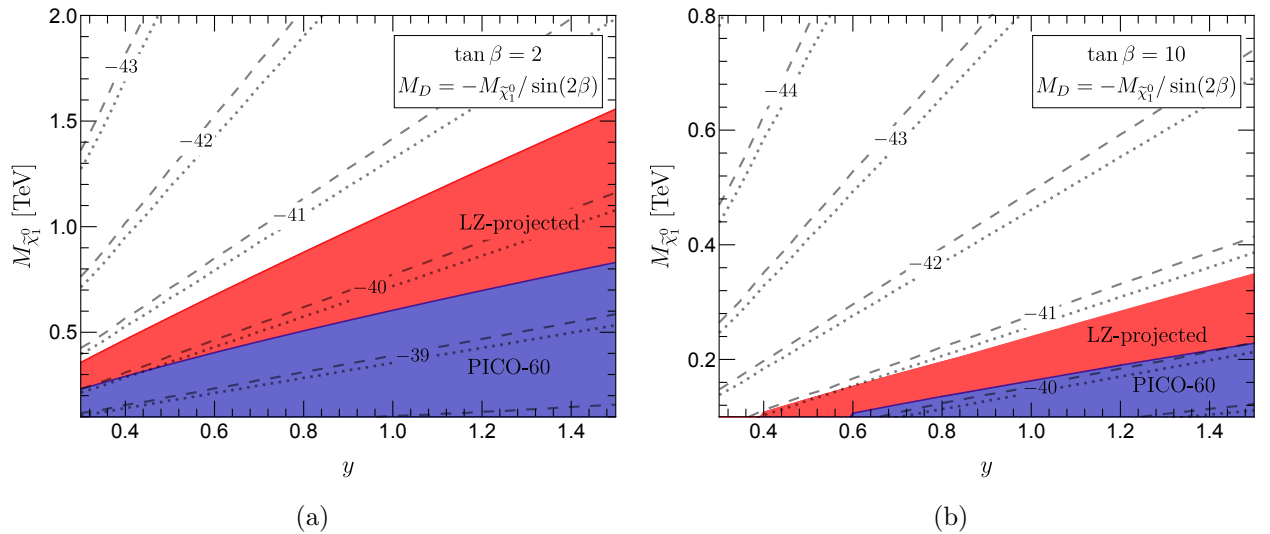 2.0
1.5
1.0
0.5
0.4 0.6 0.8 1.0 1.2 1.4
y
M_{\tilde{\chi}_1^0} [TeV]
tan β = 2
M_D = −M_{\tilde{\chi}_1^0}/ sin(2β)
−43
−42
−41
LZ-projected
−40
−39
PICO-60
(a)
0.8
0.6
0.4
0.2
0.4 0.6 0.8 1.0 1.2 1.4
y
M_{\tilde{\chi}_1^0} [TeV]
tan β = 10
M_D = −M_{\tilde{\chi}_1^0}/ sin(2β)
−44
−43
−42
−41
LZ-projected
−40
PICO-60
(b)